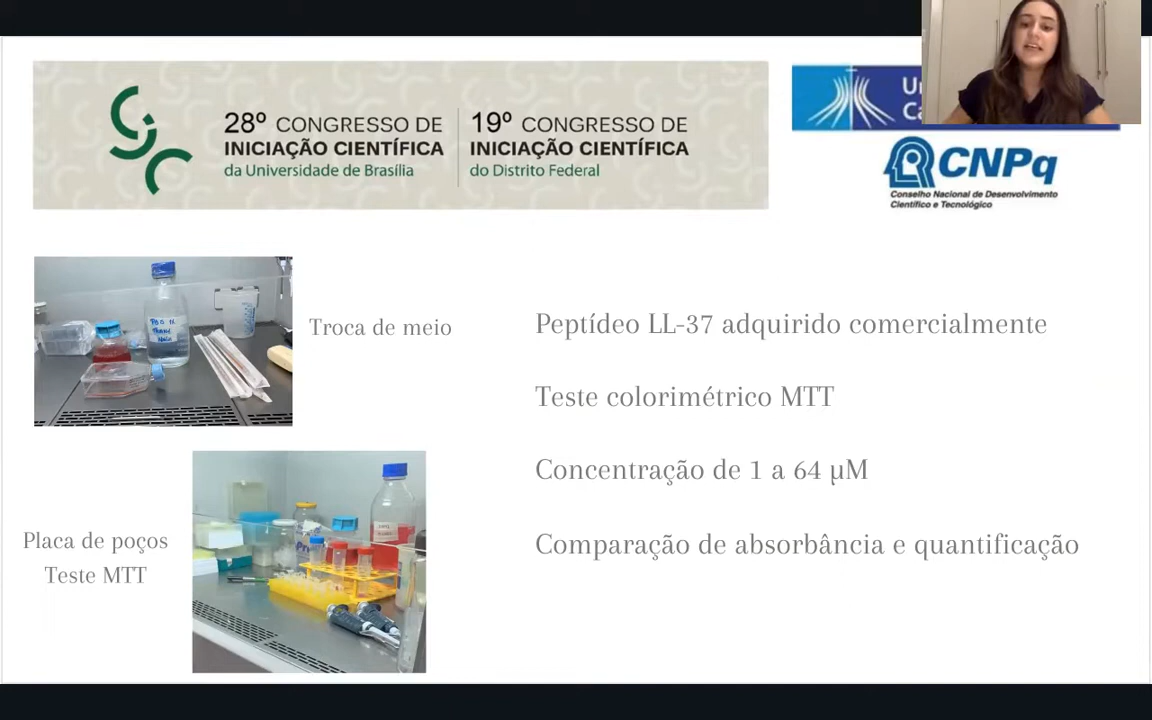 28º CONGRESSO DE
INICIAÇÃO CIENTÍFICA
da Universidade de Brasília
19º CONGRESSO DE
INICIAÇÃO CIENTÍFICA
do Distrito Federal
CNPq
Conselho Nacional de Desenvolvimento
Científico e Tecnológico
Troca de meio
Placa de poços
Teste MTT
Peptídeo LL-37 adquirido comercialmente
Teste colorimétrico MTT
Concentração de 1 a 64 µM
Comparação de absorbância e quantificação